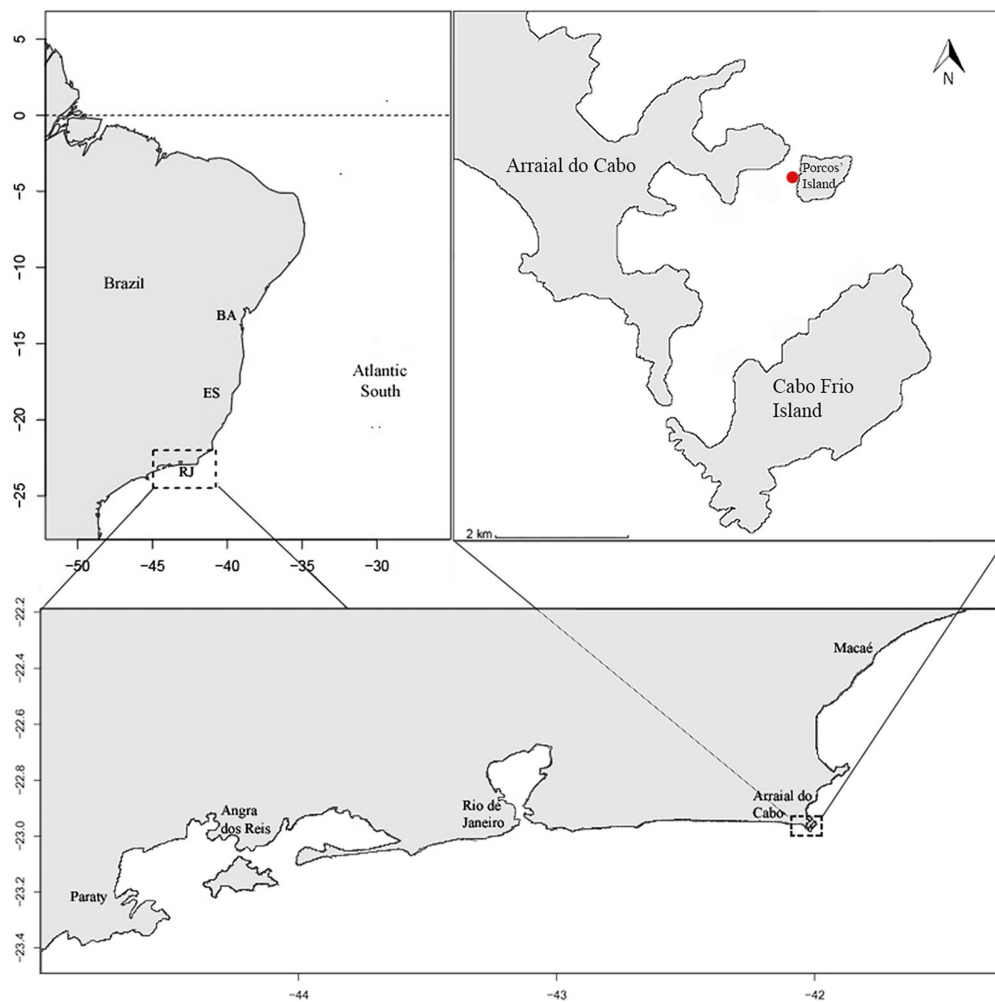 5
0
−5
−10
−15
−20
−25
Brazil
BA
ES
RJ
Atlantic
South
−50
−45
−40
−35
−30
N
Arraial do Cabo
Porcos'
Island
Cabo Frio
Island
2 km
−22.2
−22.4
−22.6
−22.8
−23.0
−23.2
−23.4
Macaé
Arraial do
Cabo
Rio de
Janeiro
Angra
dos Reis
Paraty
−44
−43
−42